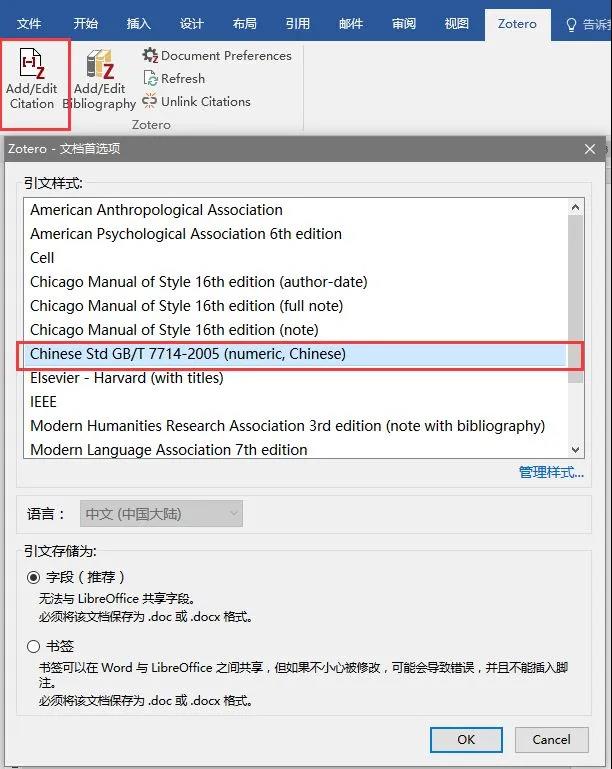 文件 开始 插入 设计 布局 引用 邮件 审阅 视图 Zotero 告诉我
Add/Edit Citation
Add/Edit Bibliography
Document Preferences
Refresh
Unlink Citations
Zotero
Zotero - 文档首选项
引文样式:
American Anthropological Association
American Psychological Association 6th edition
Cell
Chicago Manual of Style 16th edition (author-date)
Chicago Manual of Style 16th edition (full note)
Chicago Manual of Style 16th edition (note)
Chinese Std GB/T 7714-2005 (numeric, Chinese)
Elsevier - Harvard (with titles)
IEEE
Modern Humanities Research Association 3rd edition (note with bibliography)
Modern Language Association 7th edition
管理样式...
语言：
中文 (中国大陆)
引文存储为:
字段（推荐）
无法与 LibreOffice 共享字段。
必须将该文档保存为 .doc 或 .docx 格式。
书签
书签可以在 Word 与 LibreOffice 之间共享，但如果不小心被修改，可能会导致错误，并且不能插入脚
注。
必须将该文档保存为 .doc 或 .docx 格式。
OK
Cancel